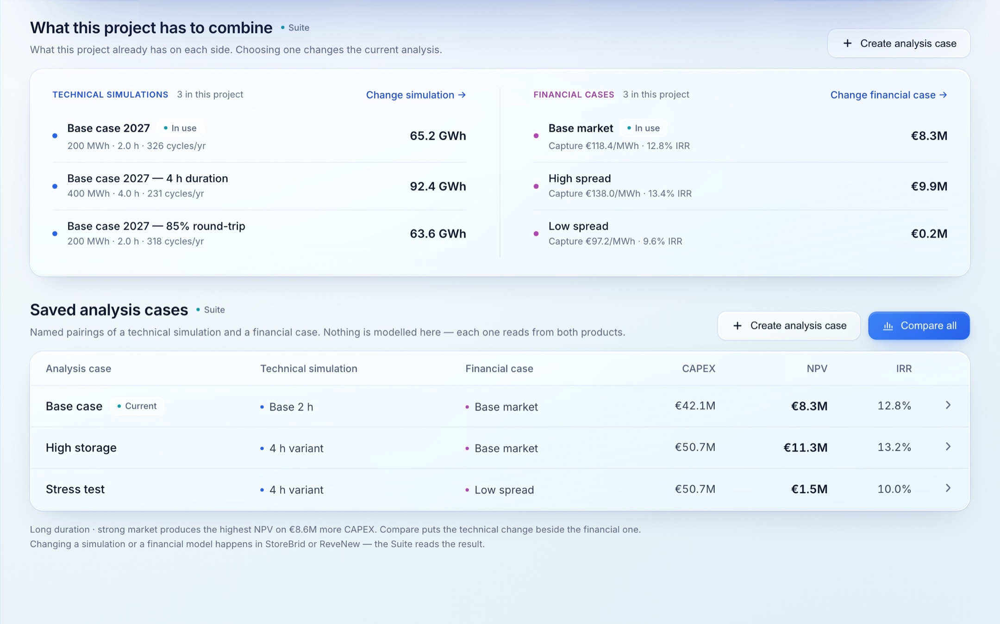 What this project has to combine • Suite
What this project already has on each side. Choosing one changes the current analysis.
+ Create analysis case
TECHNICAL SIMULATIONS 3 in this project Change simulation →
Base case 2027 • In use
200 MWh · 2.0 h · 326 cycles/yr
65.2 GWh
Base case 2027 — 4 h duration
400 MWh · 4.0 h · 231 cycles/yr
92.4 GWh
Base case 2027 — 85% round-trip
200 MWh · 2.0 h · 318 cycles/yr
63.6 GWh
FINANCIAL CASES 3 in this project Change financial case →
Base market • In use
Capture €118.4/MWh · 12.8% IRR
€8.3M
High spread
Capture €138.0/MWh · 13.4% IRR
€9.9M
Low spread
Capture €97.2/MWh · 9.6% IRR
€0.2M
Saved analysis cases • Suite
Named pairings of a technical simulation and a financial case. Nothing is modelled here — each one reads from both products.
+ Create analysis case
Compare all
Analysis case Technical simulation Financial case CAPEX NPV IRR
Base case • Current • Base 2 h • Base market €42.1M €8.3M 12.8%
High storage • 4 h variant • Base market €50.7M €11.3M 13.2%
Stress test • 4 h variant • Low spread €50.7M €1.5M 10.0%
Long duration · strong market produces the highest NPV on €8.6M more CAPEX. Compare puts the technical change beside the financial one.
Changing a simulation or a financial model happens in StoreBrid or ReveNew — the Suite reads the result.